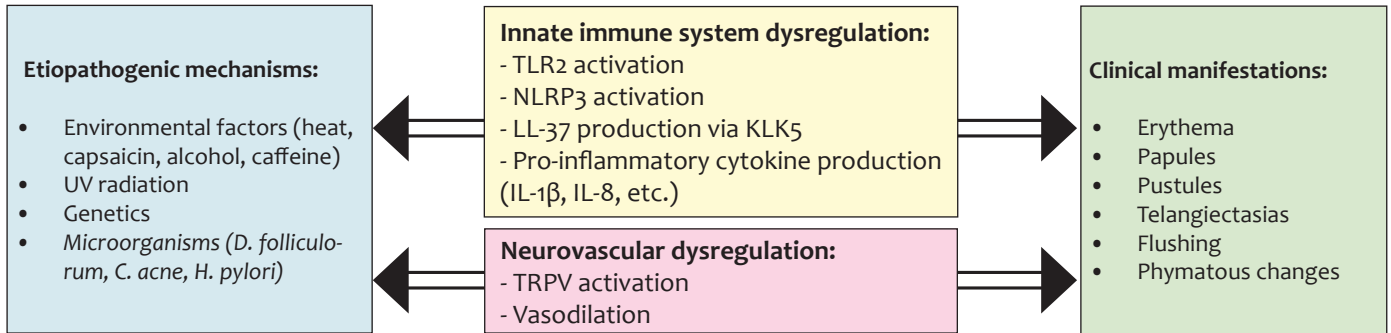 Etiopathogenic mechanisms:
• Environmental factors (heat,
capsaicin, alcohol, caffeine)
• UV radiation
• Genetics
• Microorganisms (D. folliculo-
rum, C. acne, H. pylori)
Innate immune system dysregulation:
- TLR2 activation
- NLRP3 activation
- LL-37 production via KLK5
- Pro-inflammatory cytokine production
(IL-1β, IL-8, etc.)
Neurovascular dysregulation:
- TRPV activation
- Vasodilation
Clinical manifestations:
• Erythema
• Papules
• Pustules
• Telangiectasias
• Flushing
• Phymatous changes